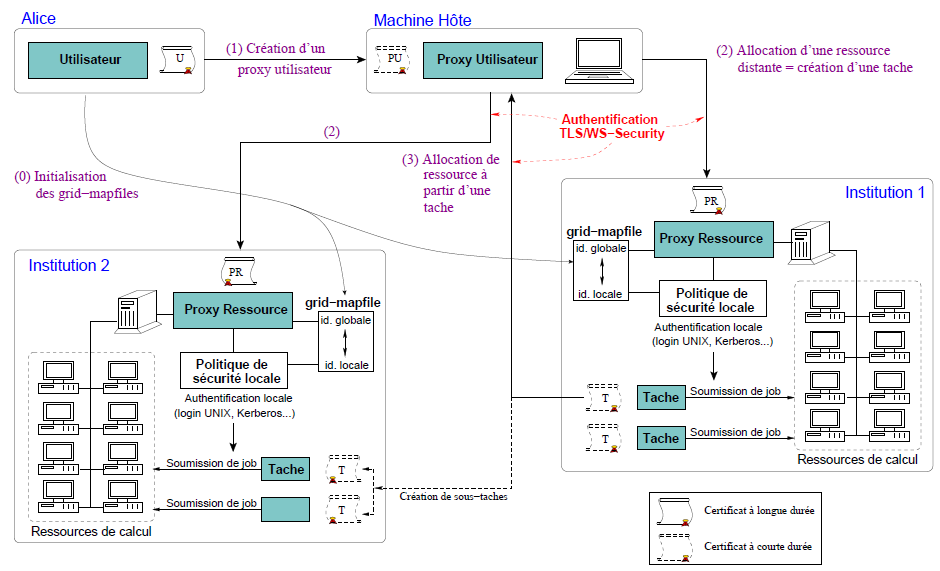 Alice
Utilisateur
U
(1) Création d'un
proxy utilisateur
Machine Hôte
PU
Proxy Utilisateur
(2) Allocation d'une ressource
distante = création d'une tache
(2)
Authentification
TLS/WS-Security
(3) Allocation de
ressource à
partir d'une
tache
(0) Initialisation
des grid-mapfiles
Institution 1
PR
grid-mapfile
id. globale
id. locale
Proxy Ressource
Politique de
sécurité locale
Authentification locale
(login UNIX, Kerberos...)
T
Tache
Soumission de job
T
Tache
Soumission de job
Ressources de calcul
Institution 2
PR
Proxy Ressource
grid-mapfile
id. globale
id. locale
Politique de
sécurité locale
Authentification locale
(login UNIX, Kerberos...)
Soumission de job
Tache
T
Soumission de job
T
Création de sous-taches
Ressources de calcul
Certificat à longue durée
Certificat à courte durée